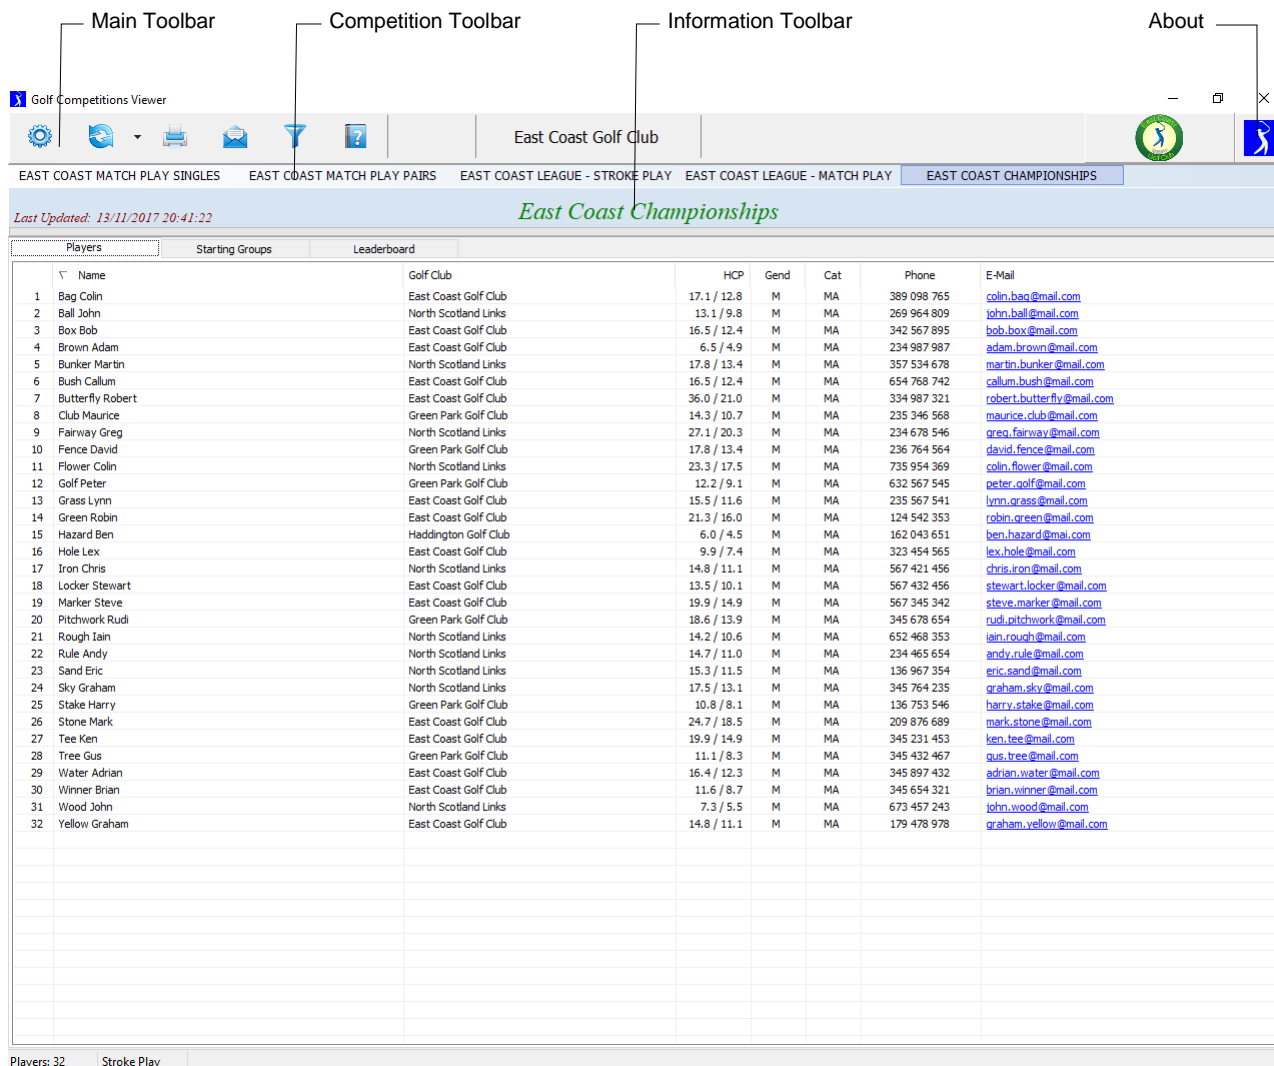 Main Toolbar Competition Toolbar Information Toolbar About
Golf Competitions Viewer
East Coast Golf Club
EAST COAST MATCH PLAY SINGLES EAST COAST MATCH PLAY PAIRS EAST COAST LEAGUE - STROKE PLAY EAST COAST LEAGUE - MATCH PLAY EAST COAST CHAMPIONSHIPS
Last Updated: 13/11/2017 20:41:22 East Coast Championships
Players Starting Groups Leaderboard
Name Golf Club HCP Gend Cat Phone E-Mail
1 Bag Colin East Coast Golf Club 17.1 / 12.8 M MA 389 098 765 colin.bag@mail.com
2 Ball John North Scotland Links 13.1 / 9.8 M MA 269 964 809 john.ball@mail.com
3 Box Bob East Coast Golf Club 16.5 / 12.4 M MA 342 567 895 bob.box@mail.com
4 Brown Adam East Coast Golf Club 6.5 / 4.9 M MA 234 987 987 adam.brown@mail.com
5 Bunker Martin North Scotland Links 17.8 / 13.4 M MA 357 534 678 martin.bunker@mail.com
6 Bush Callum East Coast Golf Club 16.5 / 12.4 M MA 654 768 742 callum.bush@mail.com
7 Butterfly Robert East Coast Golf Club 36.0 / 21.0 M MA 334 987 321 robert.butterfly@mail.com
8 Club Maurice Green Park Golf Club 14.3 / 10.7 M MA 235 346 568 maurice.club@mail.com
9 Fairway Greg North Scotland Links 27.1 / 20.3 M MA 234 678 546 greg.fairway@mail.com
10 Fence David Green Park Golf Club 17.8 / 13.4 M MA 236 764 564 david.fence@mail.com
11 Flower Colin North Scotland Links 23.3 / 17.5 M MA 735 954 369 colin.flower@mail.com
12 Golf Peter Green Park Golf Club 12.2 / 9.1 M MA 632 567 545 peter.golf@mail.com
13 Grass Lynn East Coast Golf Club 15.5 / 11.6 M MA 235 567 541 lynn.grass@mail.com
14 Green Robin East Coast Golf Club 21.3 / 16.0 M MA 124 542 353 robin.green@mail.com
15 Hazard Ben Haddington Golf Club 6.0 / 4.5 M MA 162 043 651 ben.hazard@mai.com
16 Hole Lex East Coast Golf Club 9.9 / 7.4 M MA 323 454 565 lex.hole@mail.com
17 Iron Chris North Scotland Links 14.8 / 11.1 M MA 567 421 456 chris.iron@mail.com
18 Locker Stewart East Coast Golf Club 13.5 / 10.1 M MA 567 432 456 stewart.locker@mail.com
19 Marker Steve East Coast Golf Club 19.9 / 14.9 M MA 567 345 342 steve.marker@mail.com
20 Pitchwork Rudi Green Park Golf Club 18.6 / 13.9 M MA 345 678 654 rudi.pitchwork@mail.com
21 Rough Iain North Scotland Links 14.2 / 10.6 M MA 652 468 353 iain.rough@mail.com
22 Rule Andy North Scotland Links 14.7 / 11.0 M MA 234 465 654 andy.rule@mail.com
23 Sand Eric North Scotland Links 15.3 / 11.5 M MA 136 967 354 eric.sand@mail.com
24 Sky Graham North Scotland Links 17.5 / 13.1 M MA 345 764 235 graham.sky@mail.com
25 Stake Harry Green Park Golf Club 10.8 / 8.1 M MA 136 753 546 harry.stake@mail.com
26 Stone Mark East Coast Golf Club 24.7 / 18.5 M MA 209 876 689 mark.stone@mail.com
27 Tee Ken East Coast Golf Club 19.9 / 14.9 M MA 345 231 453 ken.tee@mail.com
28 Tree Gus Green Park Golf Club 11.1 / 8.3 M MA 345 432 467 gus.tree@mail.com
29 Water Adrian East Coast Golf Club 16.4 / 12.3 M MA 345 897 432 adrian.water@mail.com
30 Winner Brian East Coast Golf Club 11.6 / 8.7 M MA 345 654 321 brian.winner@mail.com
31 Wood John North Scotland Links 7.3 / 5.5 M MA 673 457 243 john.wood@mail.com
32 Yellow Graham East Coast Golf Club 14.8 / 11.1 M MA 179 478 978 graham.yellow@mail.com
Players: 32 Stroke Play